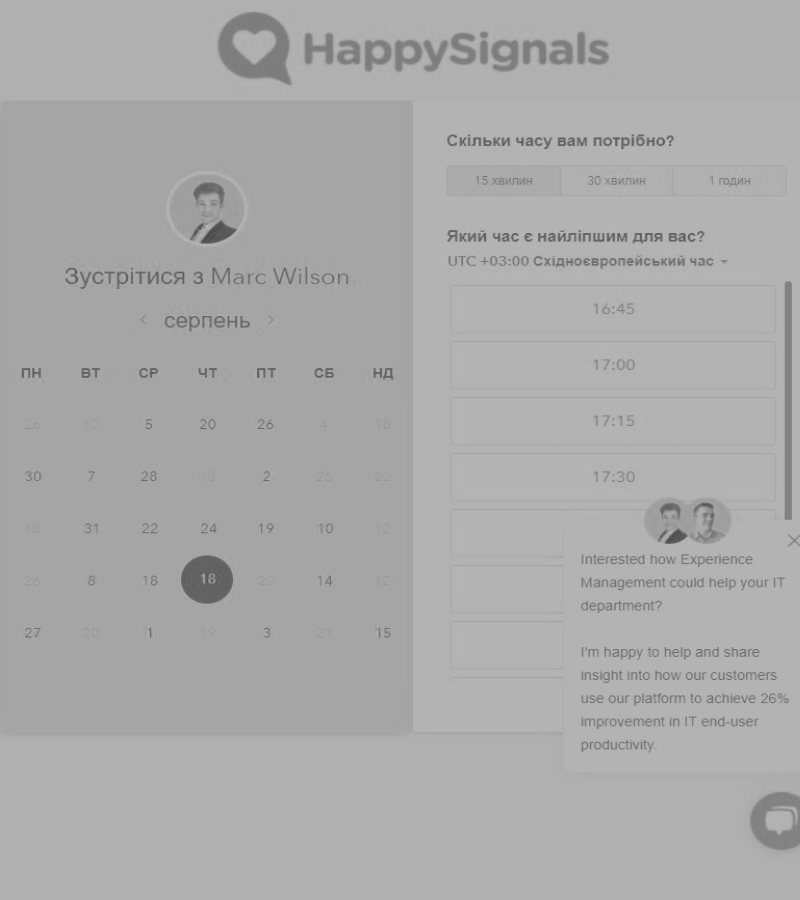 HappySignals
Зустрітися з Marc Wilson
серпень
ПН ВТ СР ЧТ ПТ СБ НД
26 12 5 20 26 4 18
30 7 28 13 2 25 22
18 31 22 24 19 10 12
26 8 18 18 22 14 12
27 20 1 19 3 21 15
Скільки часу вам потрібно?
15 хвилин 30 хвилин 1 годин
Який час є найліпшим для вас?
UTC +03:00 Східноєвропейський час
16:45
17:00
17:15
17:30
Interested how Experience
Management could help your IT
department?
I'm happy to help and share
insight into how our customers
use our platform to achieve 26%
improvement in IT end-user
productivity.